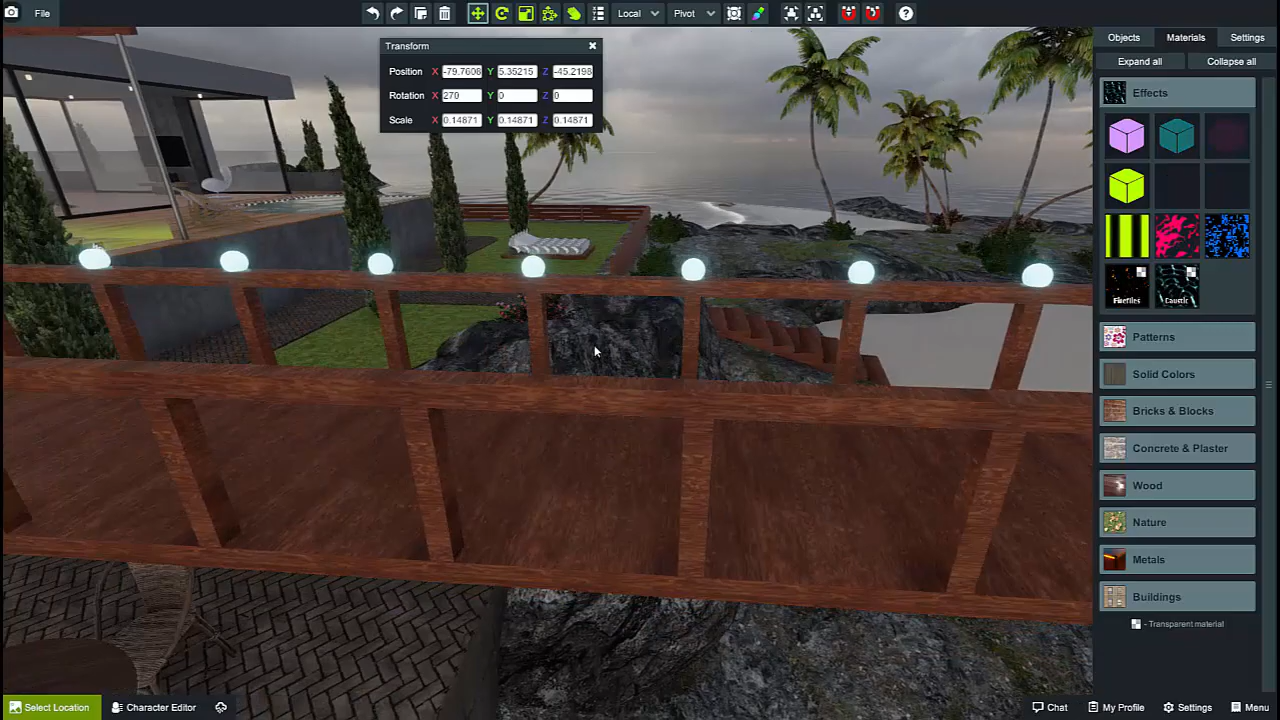 File
Local
Pivot
Objects
Materials
Settings
Transform
Position X -79.7608 Y 5.35215 Z -45.2198
Rotation X 270 Y 0 Z 0
Scale X 0.14871 Y 0.14871 Z 0.14871
Expand all
Collapse all
Effects
Fireflies
Caustic
Patterns
Solid Colors
Bricks & Blocks
Concrete & Plaster
Wood
Nature
Metals
Buildings
- Transparent material
Select Location
Character Editor
Chat
My Profile
Settings
Menu